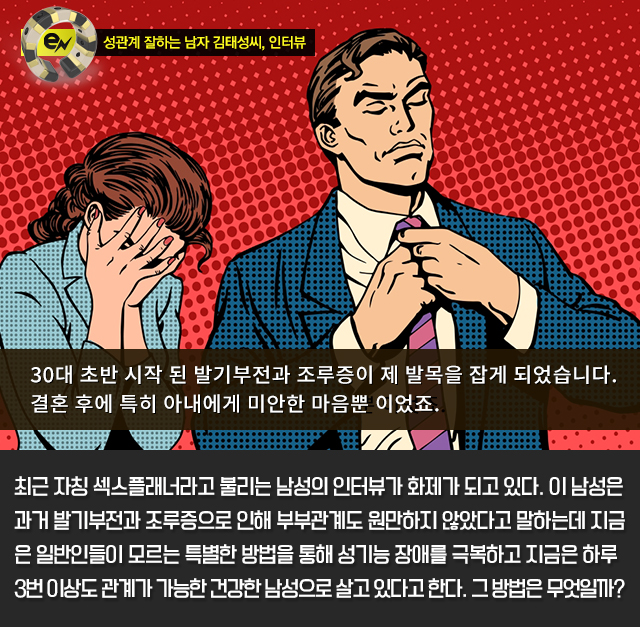 en
성관계 잘하는 남자 김태성씨, 인터뷰
30대 초반 시작 된 발기부전과 조루증이 제 발목을 잡게 되었습니다.
결혼 후에 특히 아내에게 미안한 마음뿐 이었죠.
최근 자칭 섹스플래너라고 불리는 남성의 인터뷰가 화제가 되고 있다. 이 남성은
과거 발기부전과 조루증으로 인해 부부관계도 원만하지 않았다고 말하는데 지금
은 일반인들이 모르는 특별한 방법을 통해 성기능 장애를 극복하고 지금은 하루
3번 이상도 관계가 가능한 건강한 남성으로 살고 있다고 한다. 그 방법은 무엇일까?